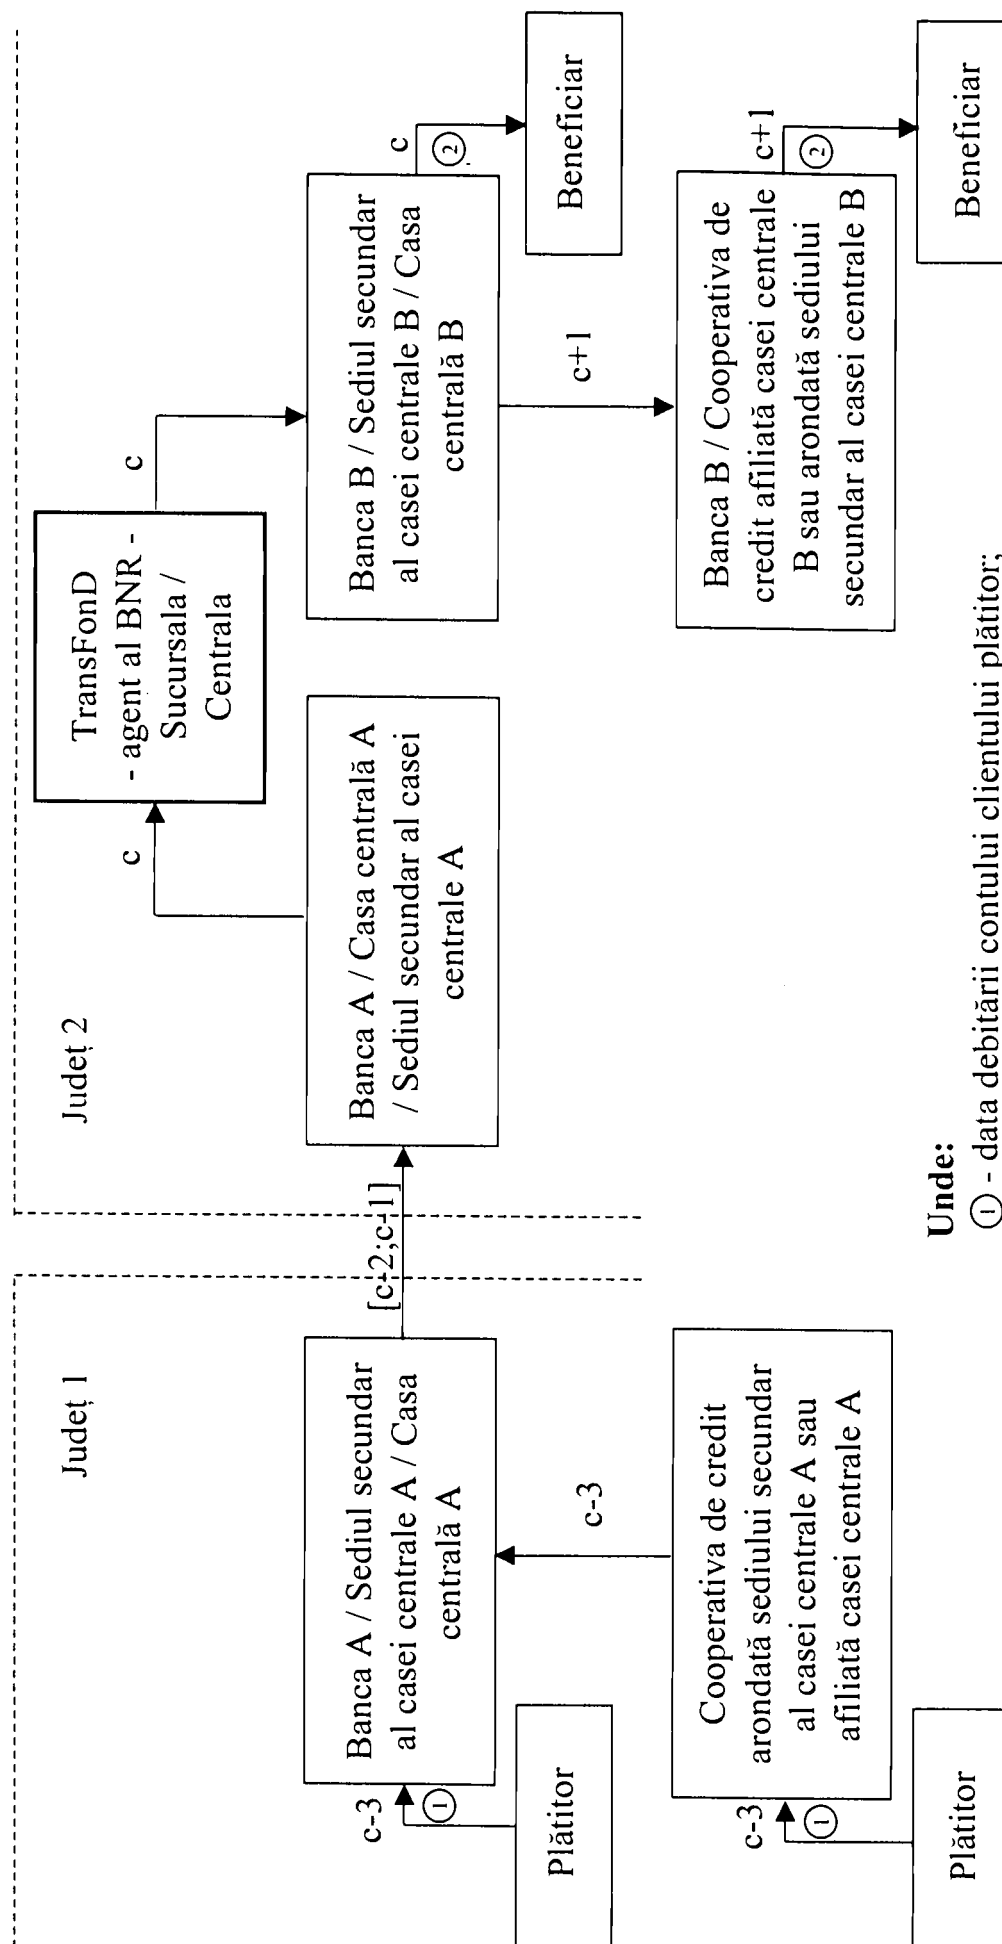 Județ 1
Județ 2
TransFonD
- agent al BNR -
Sucursala /
Centrala
c
c
Banca A / Sediul secundar
al casei centrale A / Casa
centrală A
[c-2;c-1]
Banca A / Casa centrală A
/ Sediul secundar al casei
centrale A
Banca B / Sediul secundar
al casei centrale B / Casa
centrală B
c-3
1
Plătitor
c
2
Beneficiar
c-3
c+1
Cooperativa de credit
arondată sediului secundar
al casei centrale A sau
afiliată casei centrale A
Banca B / Cooperativa de
credit afiliată casei centrale
B sau arondată sediului
secundar al casei centrale B
c-3
1
Plătitor
c+1
2
Beneficiar
Unde:
1 - data debitării contului clientului plătitor;